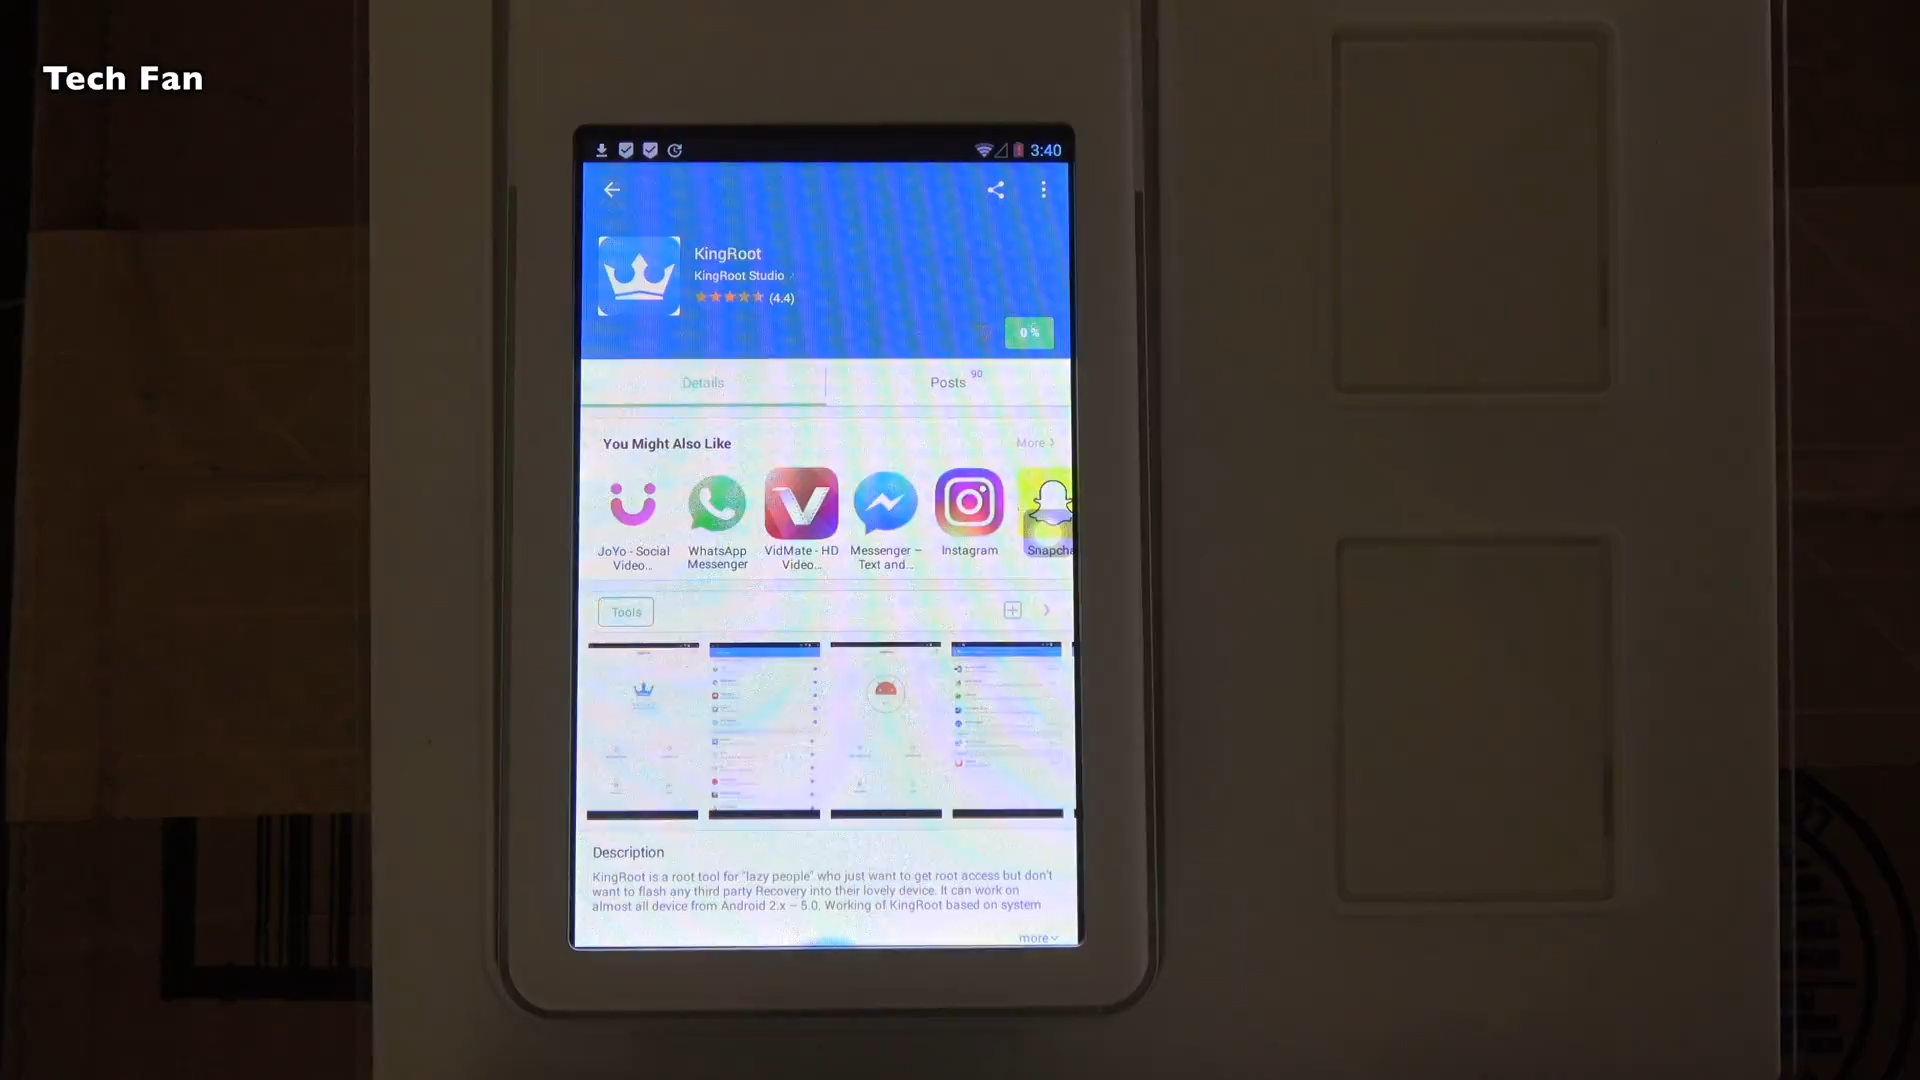 Tech Fan
3:40
KingRoot
KingRoot Studio
(4.4)
0 %
Details
Posts 90
You Might Also Like
More
JoYo - Social Video...
WhatsApp Messenger
VidMate - HD Video...
Messenger – Text and...
Instagram
Snapcha
Tools
Description
KingRoot is a root tool for "lazy people" who just want to get root access but don't
want to flash any third party Recovery into their lovely device. It can work on
almost all device from Android 2.x – 5.0. Working of KingRoot based on system
more